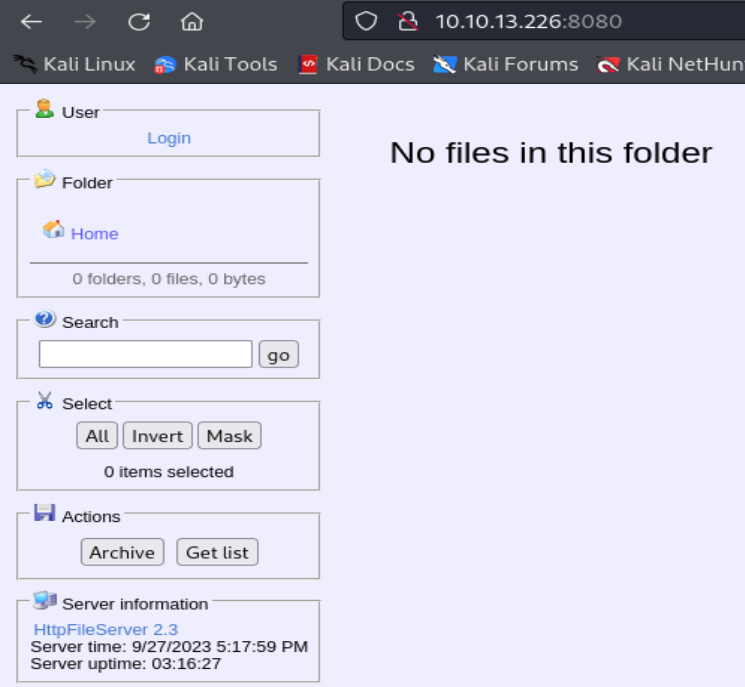 10.10.13.226:8080
Kali Linux Kali Tools Kali Docs Kali Forums Kali NetHun
User
Login
Folder
Home
0 folders, 0 files, 0 bytes
Search
go
Select
All Invert Mask
0 items selected
Actions
Archive Get list
Server information
HttpFileServer 2.3
Server time: 9/27/2023 5:17:59 PM
Server uptime: 03:16:27
No files in this folder